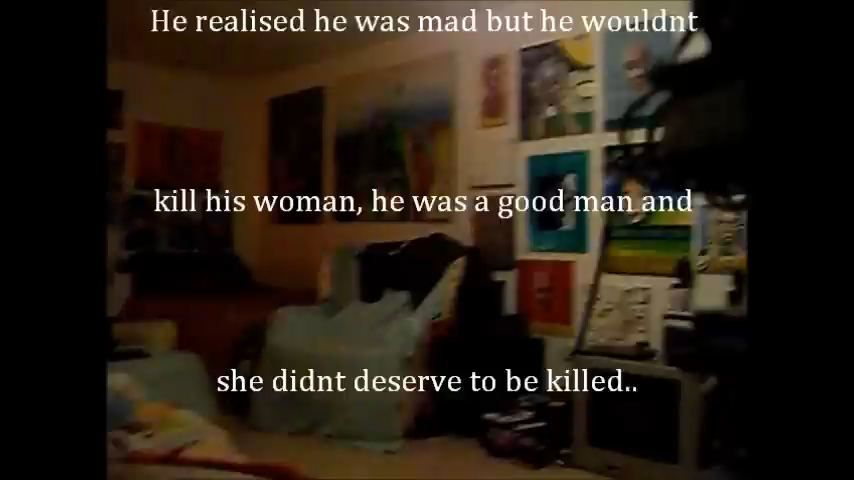 He realised he was mad but he wouldnt
kill his woman, he was a good man and
she didnt deserve to be killed..